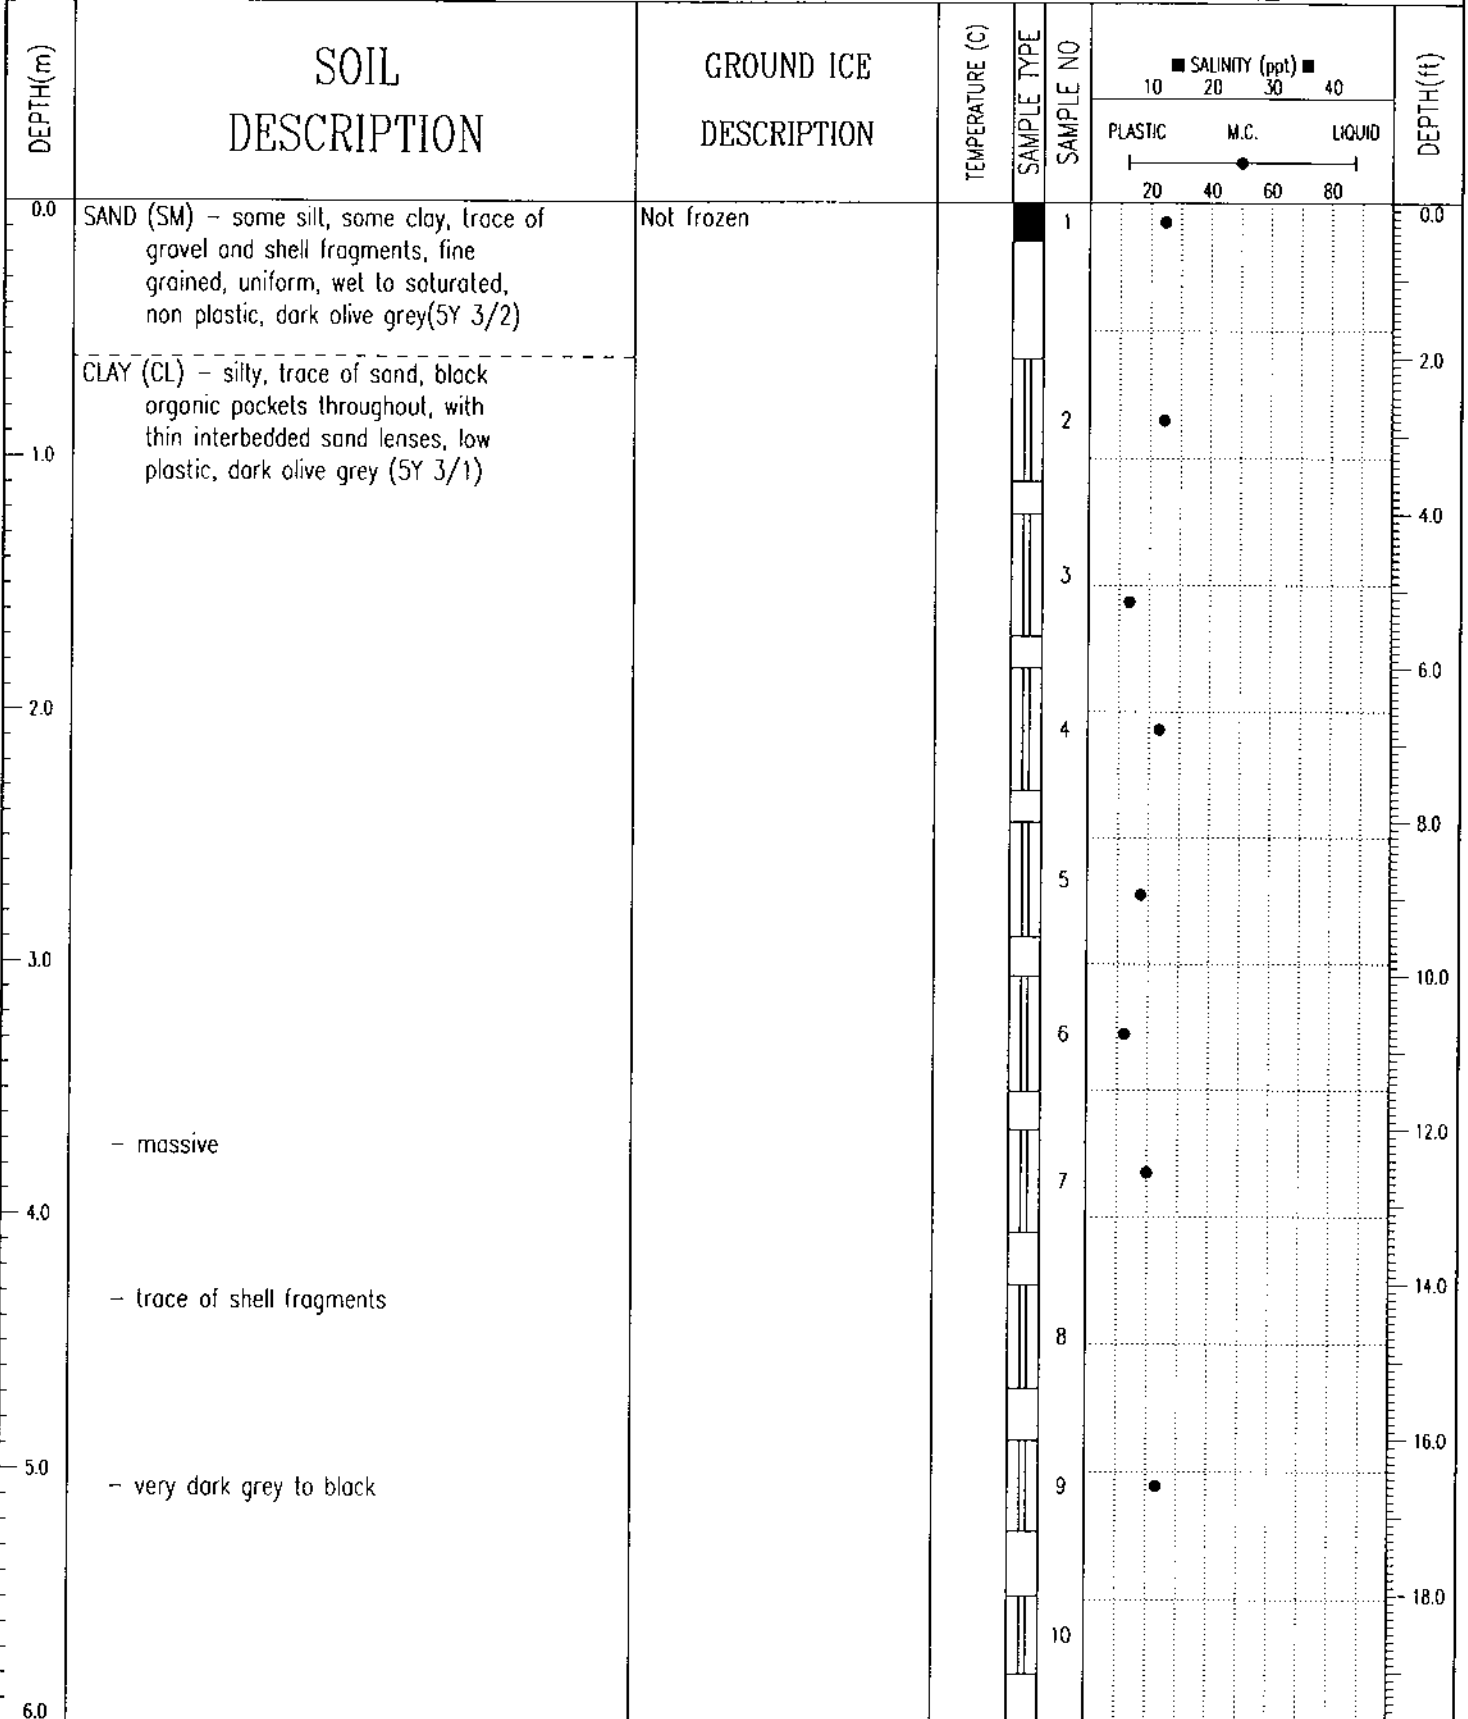 DEPTH(m)
SOIL
DESCRIPTION
GROUND ICE
DESCRIPTION
TEMPERATURE (C)
SAMPLE TYPE
SAMPLE NO
■ SALINITY (ppt) ■
10 20 30 40
PLASTIC M.C. LIQUID
20 40 60 80
DEPTH(ft)
0.0
SAND (SM) – some silt, some clay, trace of
gravel and shell fragments, fine
grained, uniform, wet to saturated,
non plastic, dark olive grey(5Y 3/2)
Not frozen
1
0.0
2.0
CLAY (CL) – silty, trace of sand, black
organic pockets throughout, with
thin interbedded sand lenses, low
plastic, dark olive grey (5Y 3/1)
2
1.0
4.0
3
6.0
2.0
4
8.0
5
3.0
10.0
6
– massive
12.0
7
4.0
– trace of shell fragments
14.0
8
16.0
5.0
– very dark grey to black
9
18.0
10
6.0